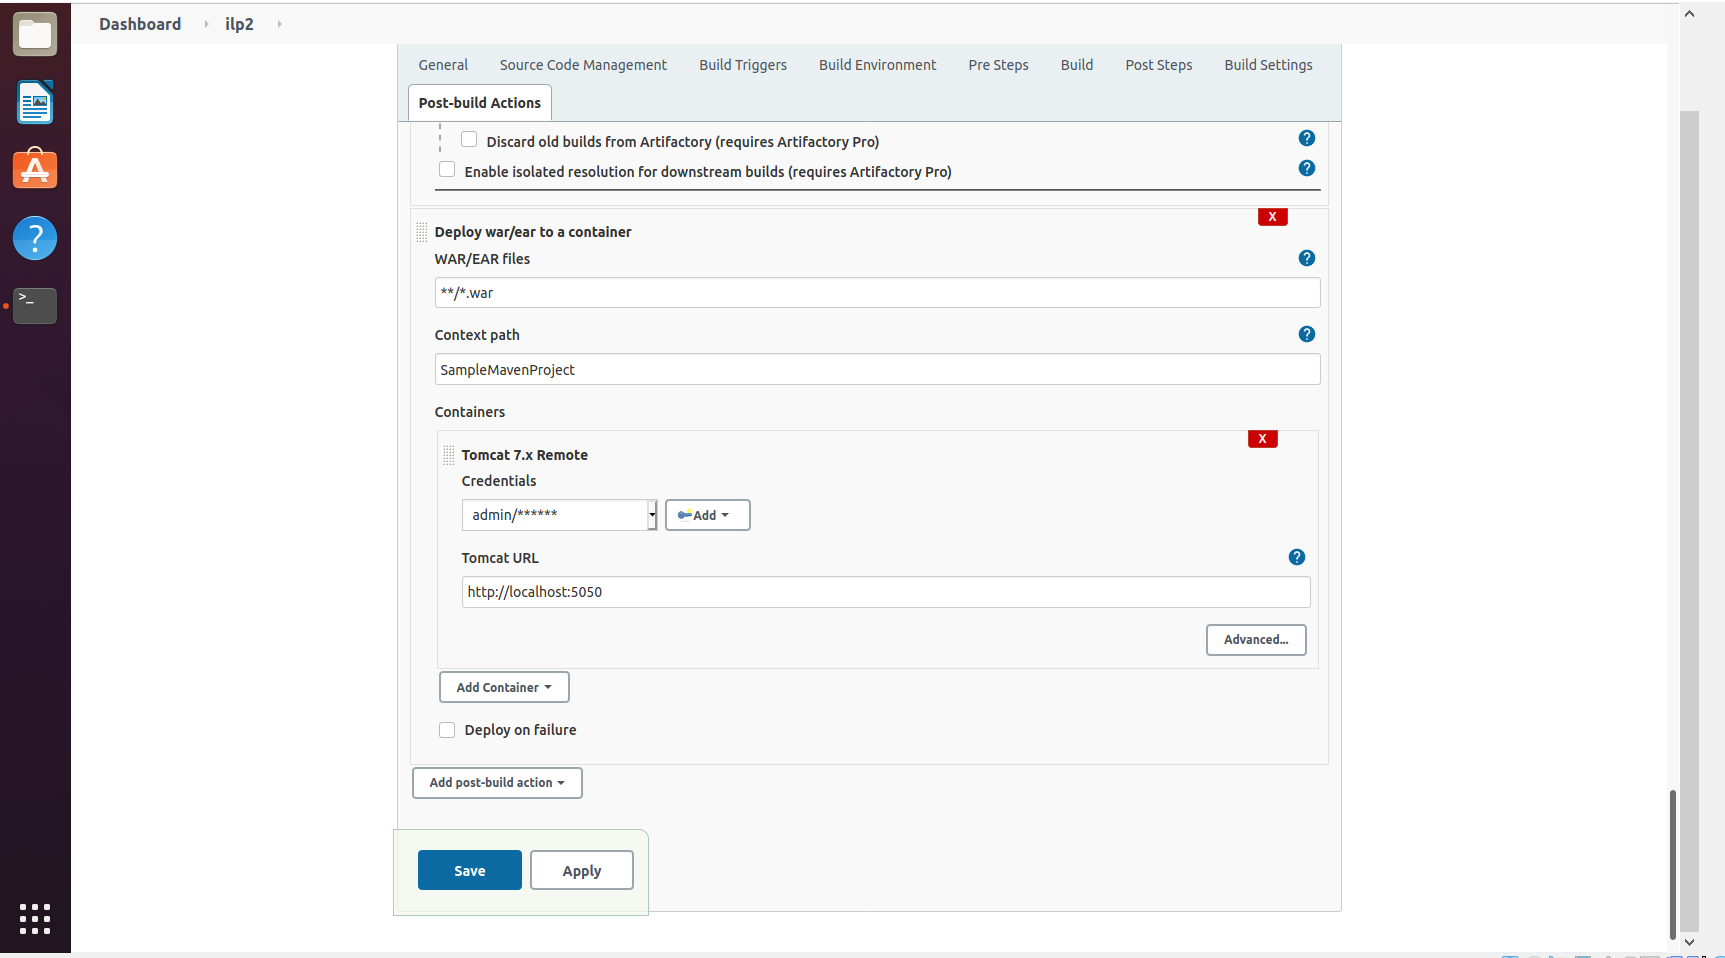 Dashboard ilp2
General Source Code Management Build Triggers Build Environment Pre Steps Build Post Steps Build Settings
Post-build Actions
Discard old builds from Artifactory (requires Artifactory Pro) ?
Enable isolated resolution for downstream builds (requires Artifactory Pro) ?
X
Deploy war/ear to a container
WAR/EAR files ?
**/*.war
Context path ?
SampleMavenProject
Containers
X
Tomcat 7.x Remote
Credentials
admin/****** Add
Tomcat URL ?
http://localhost:5050
Advanced...
Add Container
Deploy on failure
Add post-build action
Save Apply